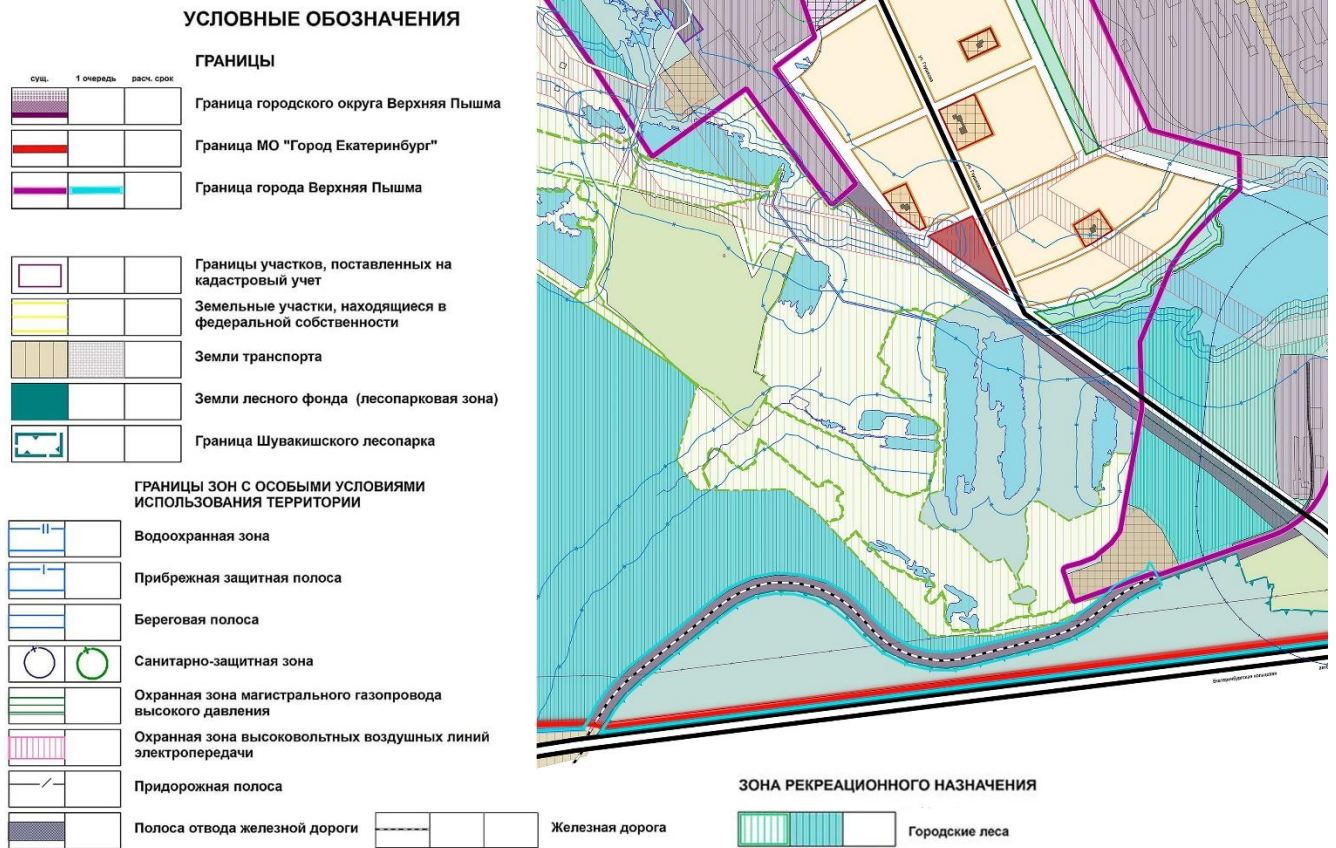 УСЛОВНЫЕ ОБОЗНАЧЕНИЯ
ГРАНИЦЫ
сущ. 1 очередь расч. срок
Граница городского округа Верхняя Пышма
Граница МО "Город Екатеринбург"
Граница города Верхняя Пышма
Границы участков, поставленных на
кадастровый учет
Земельные участки, находящиеся в
федеральной собственности
Земли транспорта
Земли лесного фонда (лесопарковая зона)
Граница Шувакишского лесопарка
ГРАНИЦЫ ЗОН С ОСОБЫМИ УСЛОВИЯМИ
ИСПОЛЬЗОВАНИЯ ТЕРРИТОРИИ
Водоохранная зона
Прибрежная защитная полоса
Береговая полоса
Санитарно-защитная зона
Охранная зона магистрального газопровода
высокого давления
Охранная зона высоковольтных воздушных линий
электропередачи
Придорожная полоса
Полоса отвода железной дороги
Железная дорога
ЗОНА РЕКРЕАЦИОННОГО НАЗНАЧЕНИЯ
Городские леса